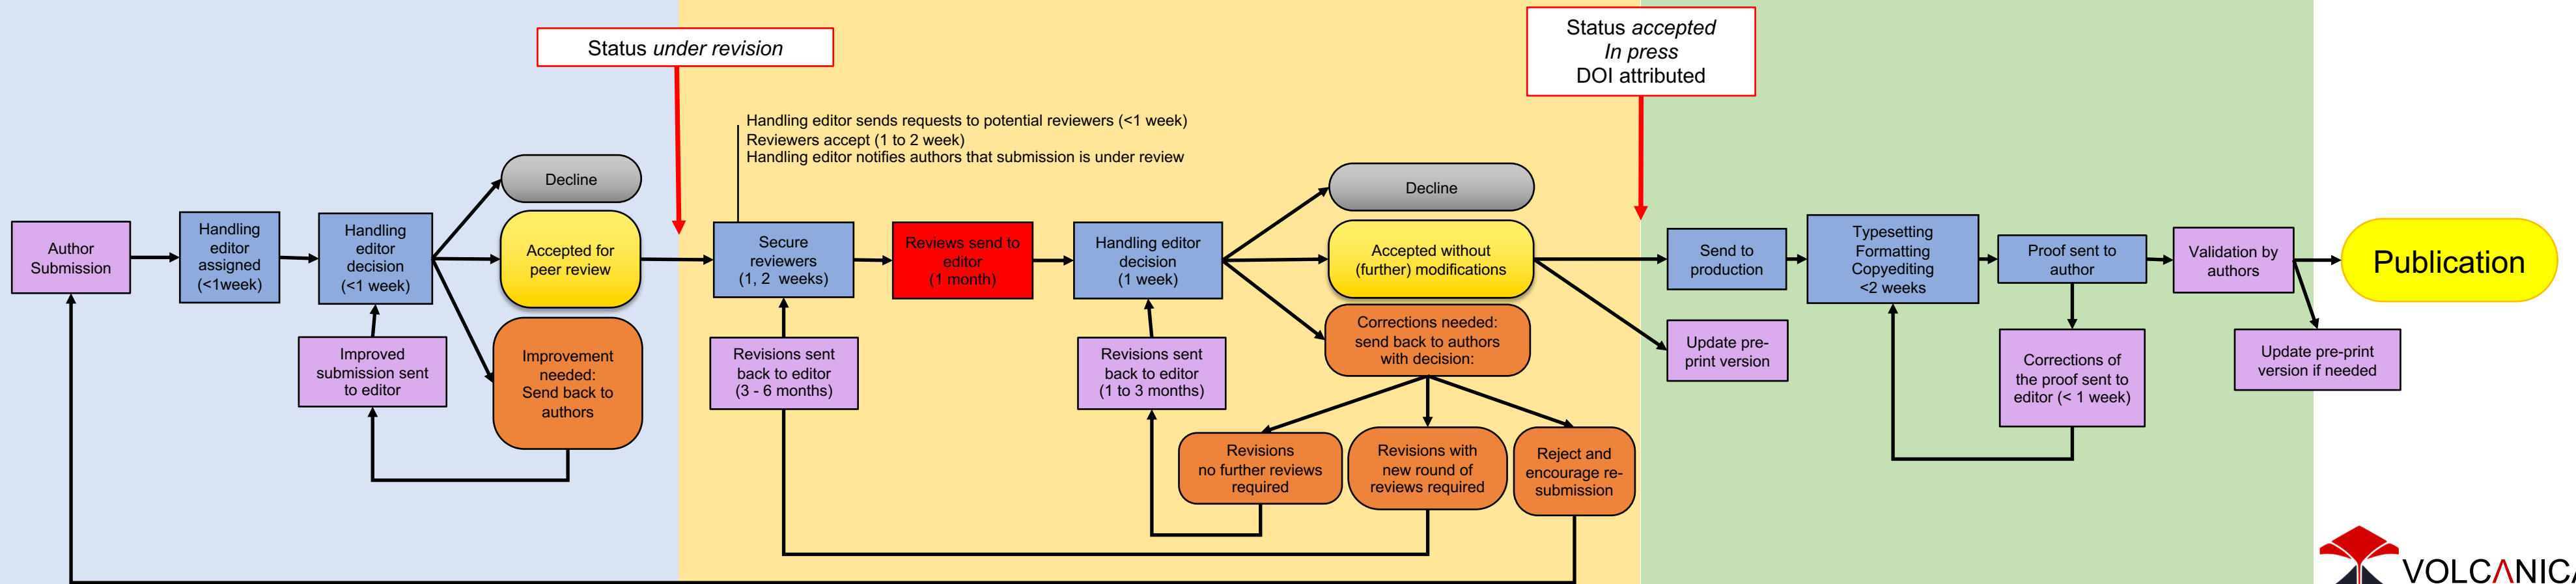 Status under revision
Status accepted
In press
DOI attributed
Handling editor sends requests to potential reviewers (<1 week)
Reviewers accept (1 to 2 week)
Handling editor notifies authors that submission is under review
Author
Submission
Handling
editor
assigned
(<1week)
Handling
editor
decision
(<1 week)
Decline
Accepted for
peer review
Improvement
needed:
Send back to
authors
Improved
submission sent
to editor
Secure
reviewers
(1, 2 weeks)
Reviews send to
editor
(1 month)
Handling editor
decision
(1 week)
Decline
Accepted without
(further) modifications
Corrections needed:
send back to authors
with decision:
Revisions sent
back to editor
(3 - 6 months)
Revisions sent
back to editor
(1 to 3 months)
Revisions
no further reviews
required
Revisions with
new round of
reviews required
Reject and
encourage re-
submission
Send to
production
Update pre-
print version
Typesetting
Formatting
Copyediting
<2 weeks
Proof sent to
author
Corrections of
the proof sent to
editor (< 1 week)
Validation by
authors
Update pre-print
version if needed
Publication
VOLCANICA